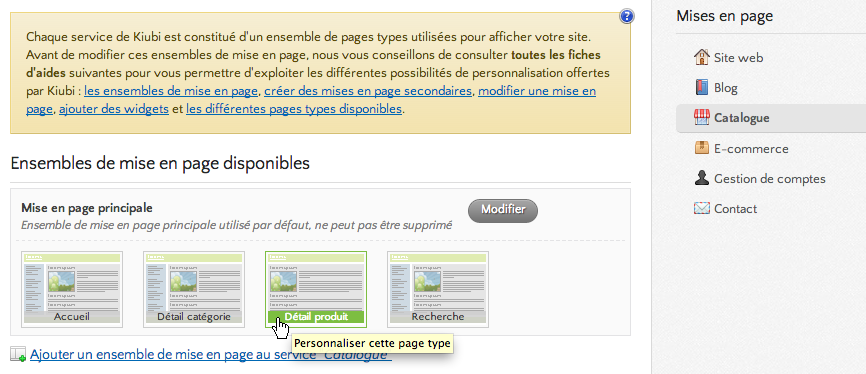 Chaque service de Kiubi est constitué d'un ensemble de pages types utilisées pour afficher votre site.
Avant de modifier ces ensembles de mise en page, nous vous conseillons de consulter toutes les fiches
d'aides suivantes pour vous permettre d'exploiter les différentes possibilités de personnalisation offertes
par Kiubi : les ensembles de mise en page, créer des mises en page secondaires, modifier une mise en
page, ajouter des widgets et les différentes pages types disponibles.
?
Ensembles de mise en page disponibles
Mise en page principale
Ensemble de mise en page principale utilisé par défaut, ne peut pas être supprimé
Modifier
Accueil
Détail catégorie
Détail produit
Recherche
Personnaliser cette page type
Ajouter un ensemble de mise en page au service "Catalogue"
Mises en page
Site web
Blog
Catalogue
E-commerce
Gestion de comptes
Contact